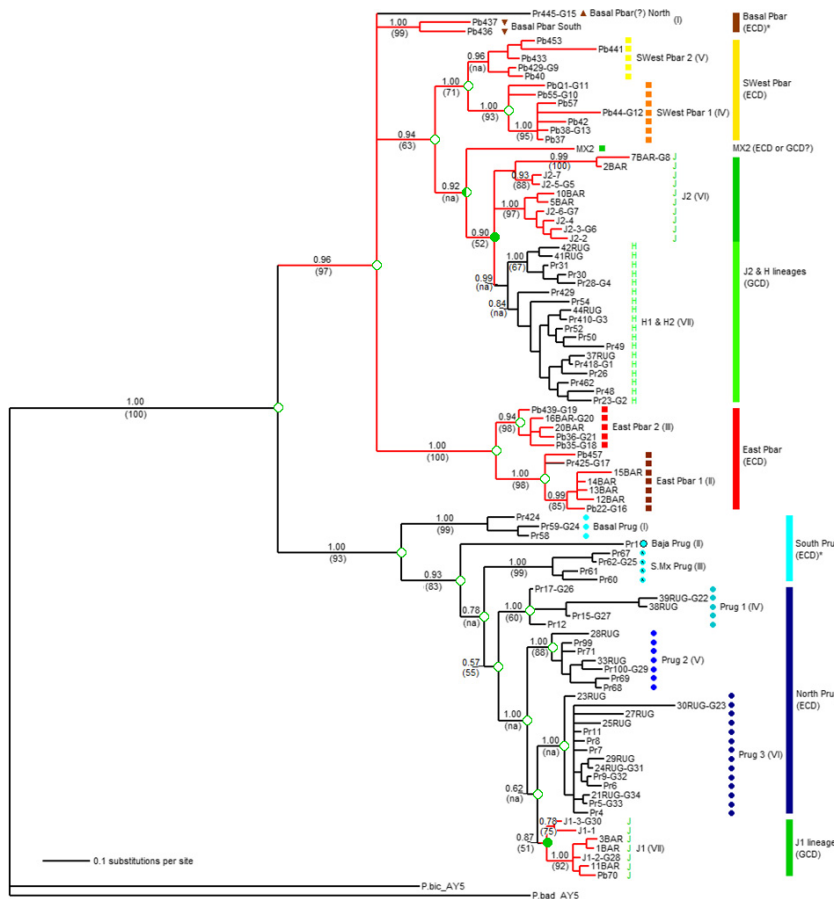 Pr445-G15 Basal Pbar(?) North (I)
Basal Pbar (ECD)*
1.00 (99) Pb437 Basal Pbar South
Pb436
Pb453
0.96 (na) Pb441
Pb433 SWest Pbar 2 (V)
Pb429-G9
Pb40
1.00 (71)
SWest Pbar (ECD)
PbQ1-G11
Pb55-G10
1.00 (93) Pb57
Pb44-G12 SWest Pbar 1 (IV)
Pb42
1.00 (95) Pb38-G13
Pb37
0.94 (63)
MX2 MX2 (ECD or GCD?)
0.99 (100) 7BAR-G8 J
2BAR J
0.92 (na)
0.93 (88) J2-7 J
J2-5-G5 J
J2 (VI)
10BAR J
5BAR J
1.00 (97) J2-6-G7 J
J2-4 J
J2-3-G6 J
J2-2 J
0.90 (52)
42RUG H
1.00 (67) 41RUG H
Pr31 H
Pr30 H
0.99 (na) Pr28-G4 H
J2 & H lineages (GCD)
0.96 (97)
Pr429 H
0.84 (na) Pr54 H
44RUG H
Pr410-G3 H
H1 & H2 (VII)
Pr52 H
Pr50 H
Pr49 H
37RUG H
Pr418-G1 H
Pr26 H
Pr462 H
Pr48 H
Pr23-G2 H
1.00 (100)
Pb439-G19
0.94 (98) 16BAR-G20
20BAR East Pbar 2 (III)
Pb36-G21
Pb35-G18
1.00 (100)
East Pbar (ECD)
Pb457
Pr425-G17
1.00 (98) 15BAR
14BAR East Pbar 1 (II)
13BAR
0.99 (85) 12BAR
Pb22-G16
1.00 (99) Pr424
Pr59-G24 Basal Prug (I)
Pr58
1.00 (93)
South Pru (ECD)*
Pr1 Baja Prug (II)
0.93 (83)
Pr67
Pr62-G25 S.Mx Prug (III)
1.00 (99) Pr61
Pr60
0.78 (na)
Pr17-G26
39RUG-G22
1.00 (60) 38RUG Prug 1 (IV)
Pr15-G27
Pr12
0.57 (55)
28RUG
1.00 (88) Pr99
Pr71
33RUG Prug 2 (V)
Pr100-G29
Pr69
Pr68
North Pru (ECD)
1.00 (na)
23RUG
30RUG-G23
27RUG
25RUG
Pr11
1.00 (na) Pr8
Pr7
29RUG Prug 3 (VI)
24RUG-G31
Pr9-G32
Pr6
21RUG-G34
Pr5-G33
Pr4
0.62 (na)
0.78 (75) J1-3-G30 J
J1-1 J
0.87 (51)
3BAR J
1BAR J J1 (VII)
1.00 (92) J1-2-G28 J
11BAR J
Pb70 J
J1 lineage (GCD)
0.1 substitutions per site
P.bic_AY5
P.bad_AY5